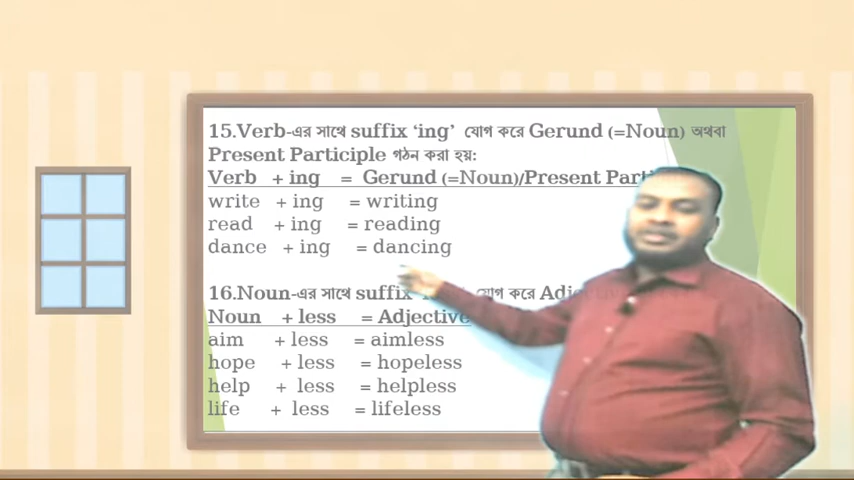 15.Verb-এর সাথে suffix ‘ing’ যোগ করে Gerund (=Noun) অথবা
Present Participle গঠন করা হয়:
Verb + ing = Gerund (=Noun)/Present Parti
write + ing = writing
read + ing = reading
dance + ing = dancing
16.Noun-এর সাথে suffix যোগ করে
Noun + less = Adjective
aim + less = aimless
hope + less = hopeless
help + less = helpless
life + less = lifeless